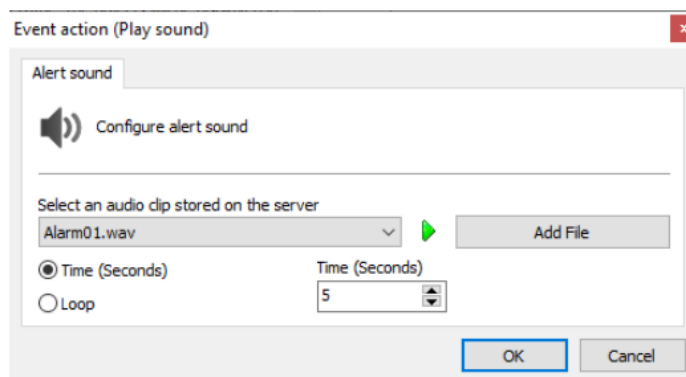 Event action (Play sound)
Alert sound
Configure alert sound
Select an audio clip stored on the server
Alarm01.wav
Add File
Time (Seconds)
Time (Seconds)
Loop
5
OK
Cancel